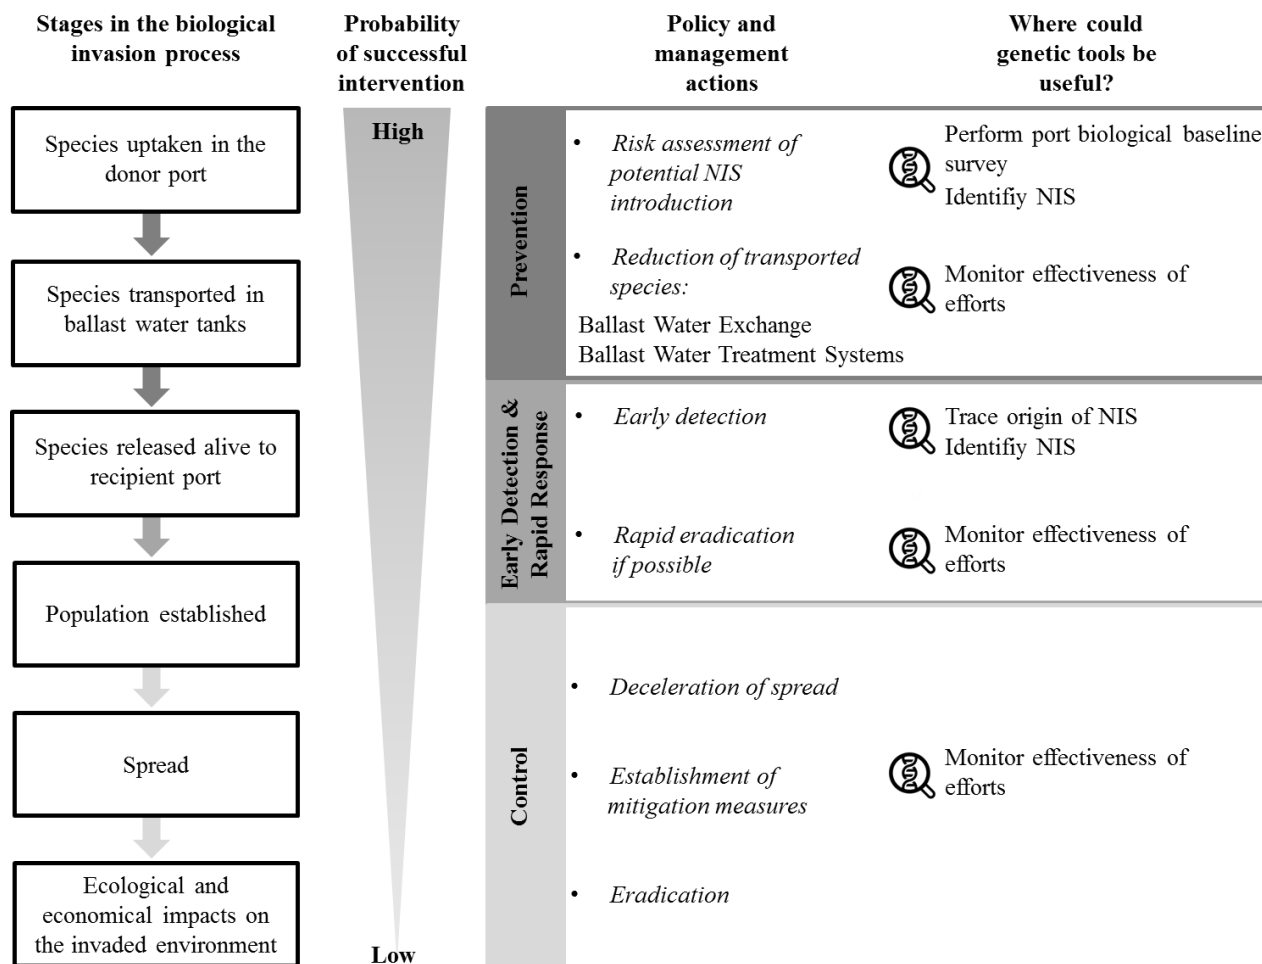 Stages in the biological
invasion process
Probability
of successful
intervention
Policy and
management
actions
Where could
genetic tools be
useful?
Species uptaken in the
donor port
Species transported in
ballast water tanks
Species released alive to
recipient port
Population established
Spread
Ecological and
economical impacts on
the invaded environment
High
Low
Prevention
• Risk assessment of
potential NIS
introduction
• Reduction of transported
species:
Ballast Water Exchange
Ballast Water Treatment Systems
Perform port biological baseline
survey
Identifiy NIS
Monitor effectiveness of
efforts
Early Detection &
Rapid Response
• Early detection
• Rapid eradication
if possible
Trace origin of NIS
Identifiy NIS
Monitor effectiveness of
efforts
Control
• Deceleration of spread
• Establishment of
mitigation measures
• Eradication
Monitor effectiveness of
efforts